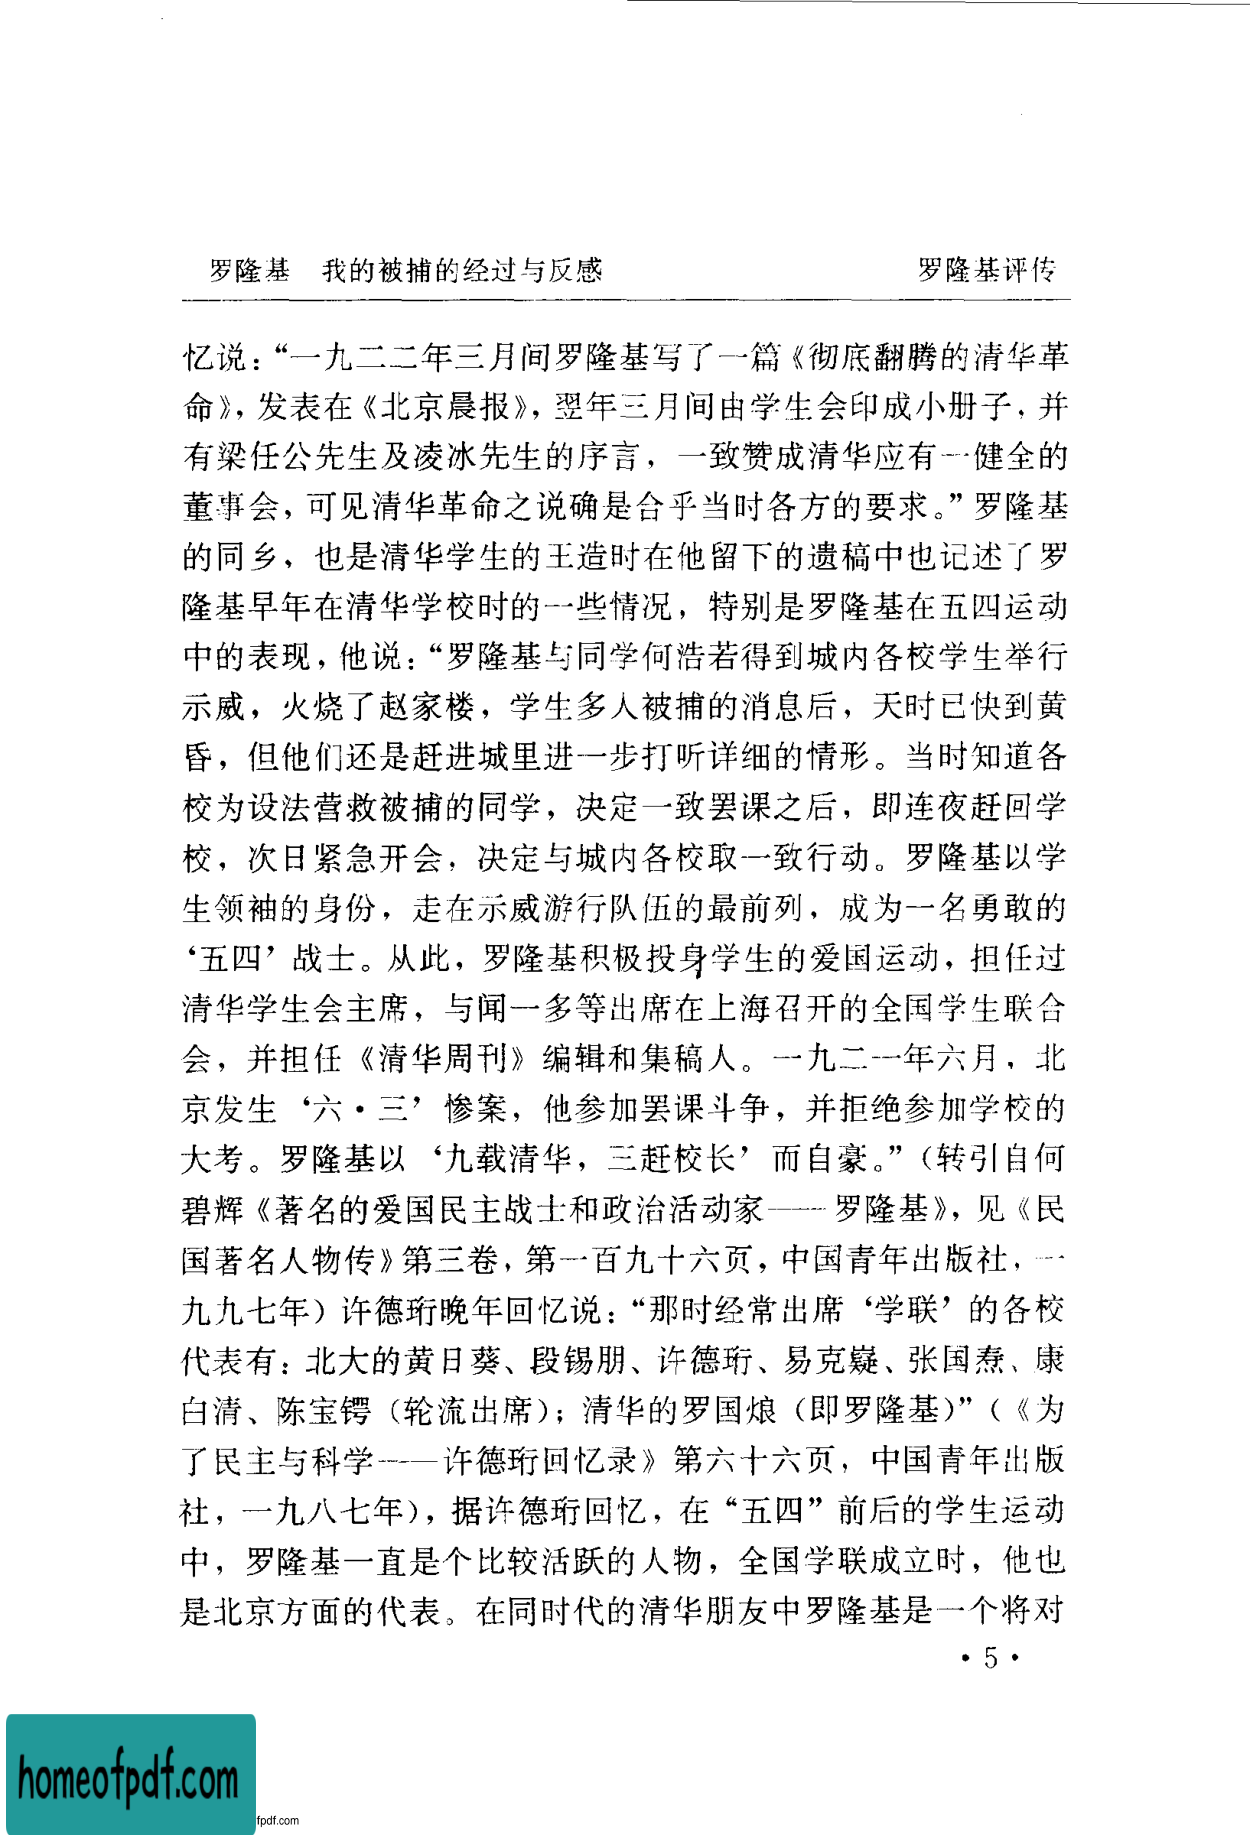 罗隆基　我的被捕的经过与反感　罗隆基评传
忆说：“一九二二年三月间罗隆基写了一篇《彻底翻腾的清华革
命》，发表在《北京晨报》，翌年三月间由学生会印成小册子，并
有梁任公先生及凌冰先生的序言，一致赞成清华应有一健全的
董事会，可见清华革命之说确是合乎当时各方的要求。”罗隆基
的同乡，也是清华学生的王造时在他留下的遗稿中也记述了罗
隆基早年在清华学校时的一些情况，特别是罗隆基在五四运动
中的表现，他说：“罗隆基与同学何浩若得到城内各校学生举行
示威，火烧了赵家楼，学生多人被捕的消息后，天时已快到黄
昏，但他们还是赶进城里进一步打听详细的情形。当时知道各
校为设法营救被捕的同学，决定一致罢课之后，即连夜赶回学
校，次日紧急开会，决定与城内各校取一致行动。罗隆基以学
生领袖的身份，走在示威游行队伍的最前列，成为一名勇敢的
‘五四’战士。从此，罗隆基积极投身学生的爱国运动，担任过
清华学生会主席，与闻一多等出席在上海召开的全国学生联合
会，并担任《清华周刊》编辑和集稿人。一九二一年六月，北
京发生‘六·三’惨案，他参加罢课斗争，并拒绝参加学校的
大考。罗隆基以‘九载清华，三赶校长’而自豪。”（转引自何
碧辉《著名的爱国民主战士和政治活动家——罗隆基》，见《民
国著名人物传》第三卷，第一百九十六页，中国青年出版社，一
九九七年）许德珩晚年回忆说：“那时经常出席‘学联’的各校
代表有：北大的黄日葵、段锡朋、许德珩、易克嶷、张国焘、康
白清、陈宝锷（轮流出席）；清华的罗国烺（即罗隆基）”（《为
了民主与科学——许德珩回忆录》第六十六页，中国青年出版
社，一九八七年），据许德珩回忆，在“五四”前后的学生运动
中，罗隆基一直是个比较活跃的人物，全国学联成立时，他也
是北京方面的代表。在同时代的清华朋友中罗隆基是一个将对
·5·
homeofpdf.com
fpdf.com